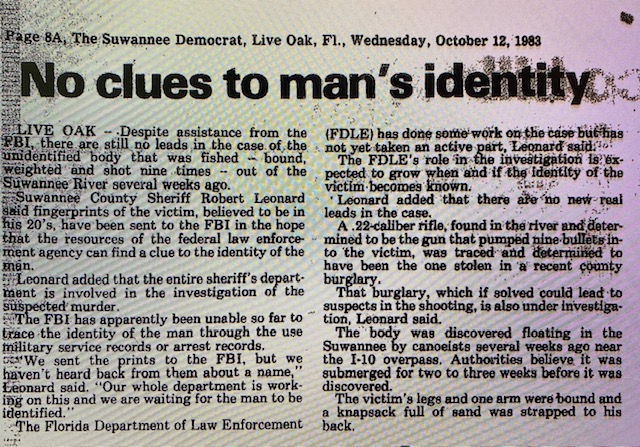 Page 8A, The Suwannee Democrat, Live Oak, Fl., Wednesday, October 12, 1983
No clues to man's identity
LIVE OAK -- Despite assistance from the
FBI, there are still no leads in the case of the
unidentified body that was fished -- bound,
weighted and shot nine times -- out of the
Suwannee River several weeks ago.
Suwannee County Sheriff Robert Leonard
said fingerprints of the victim, believed to be in
his 20's, have been sent to the FBI in the hope
that the resources of the federal law enforce-
ment agency can find a clue to the identity of the
man.
Leonard added that the entire sheriff's depart-
ment is involved in the investigation of the
suspected murder.
The FBI has apparently been unable so far to
trace the identity of the man through the use
military service records or arrest records.
"We sent the prints to the FBI, but we
haven't heard back from them about a name,"
Leonard said. "Our whole department is work-
ing on this and we are waiting for the man to be
identified."
The Florida Department of Law Enforcement
(FDLE) has done some work on the case but has
not yet taken an active part, Leonard said.
The FDLE's role in the investigation is ex-
pected to grow when and if the identity of the
victim becomes known.
Leonard added that there are no new real
leads in the case.
A .22-caliber rifle, found in the river and deter-
mined to be the gun that pumped nine bullets in-
to the victim, was traced and determined to
have been the one stolen in a recent county
burglary.
That burglary, which if solved could lead to
suspects in the shooting, is also under investiga-
tion, Leonard said.
The body was discovered floating in the
Suwannee by canoeists several weeks ago near
the I-10 overpass. Authorities believe it was
submerged for two to three weeks before it was
discovered.
The victim's legs and one arm were bound and
a knapsack full of sand was strapped to his
back.